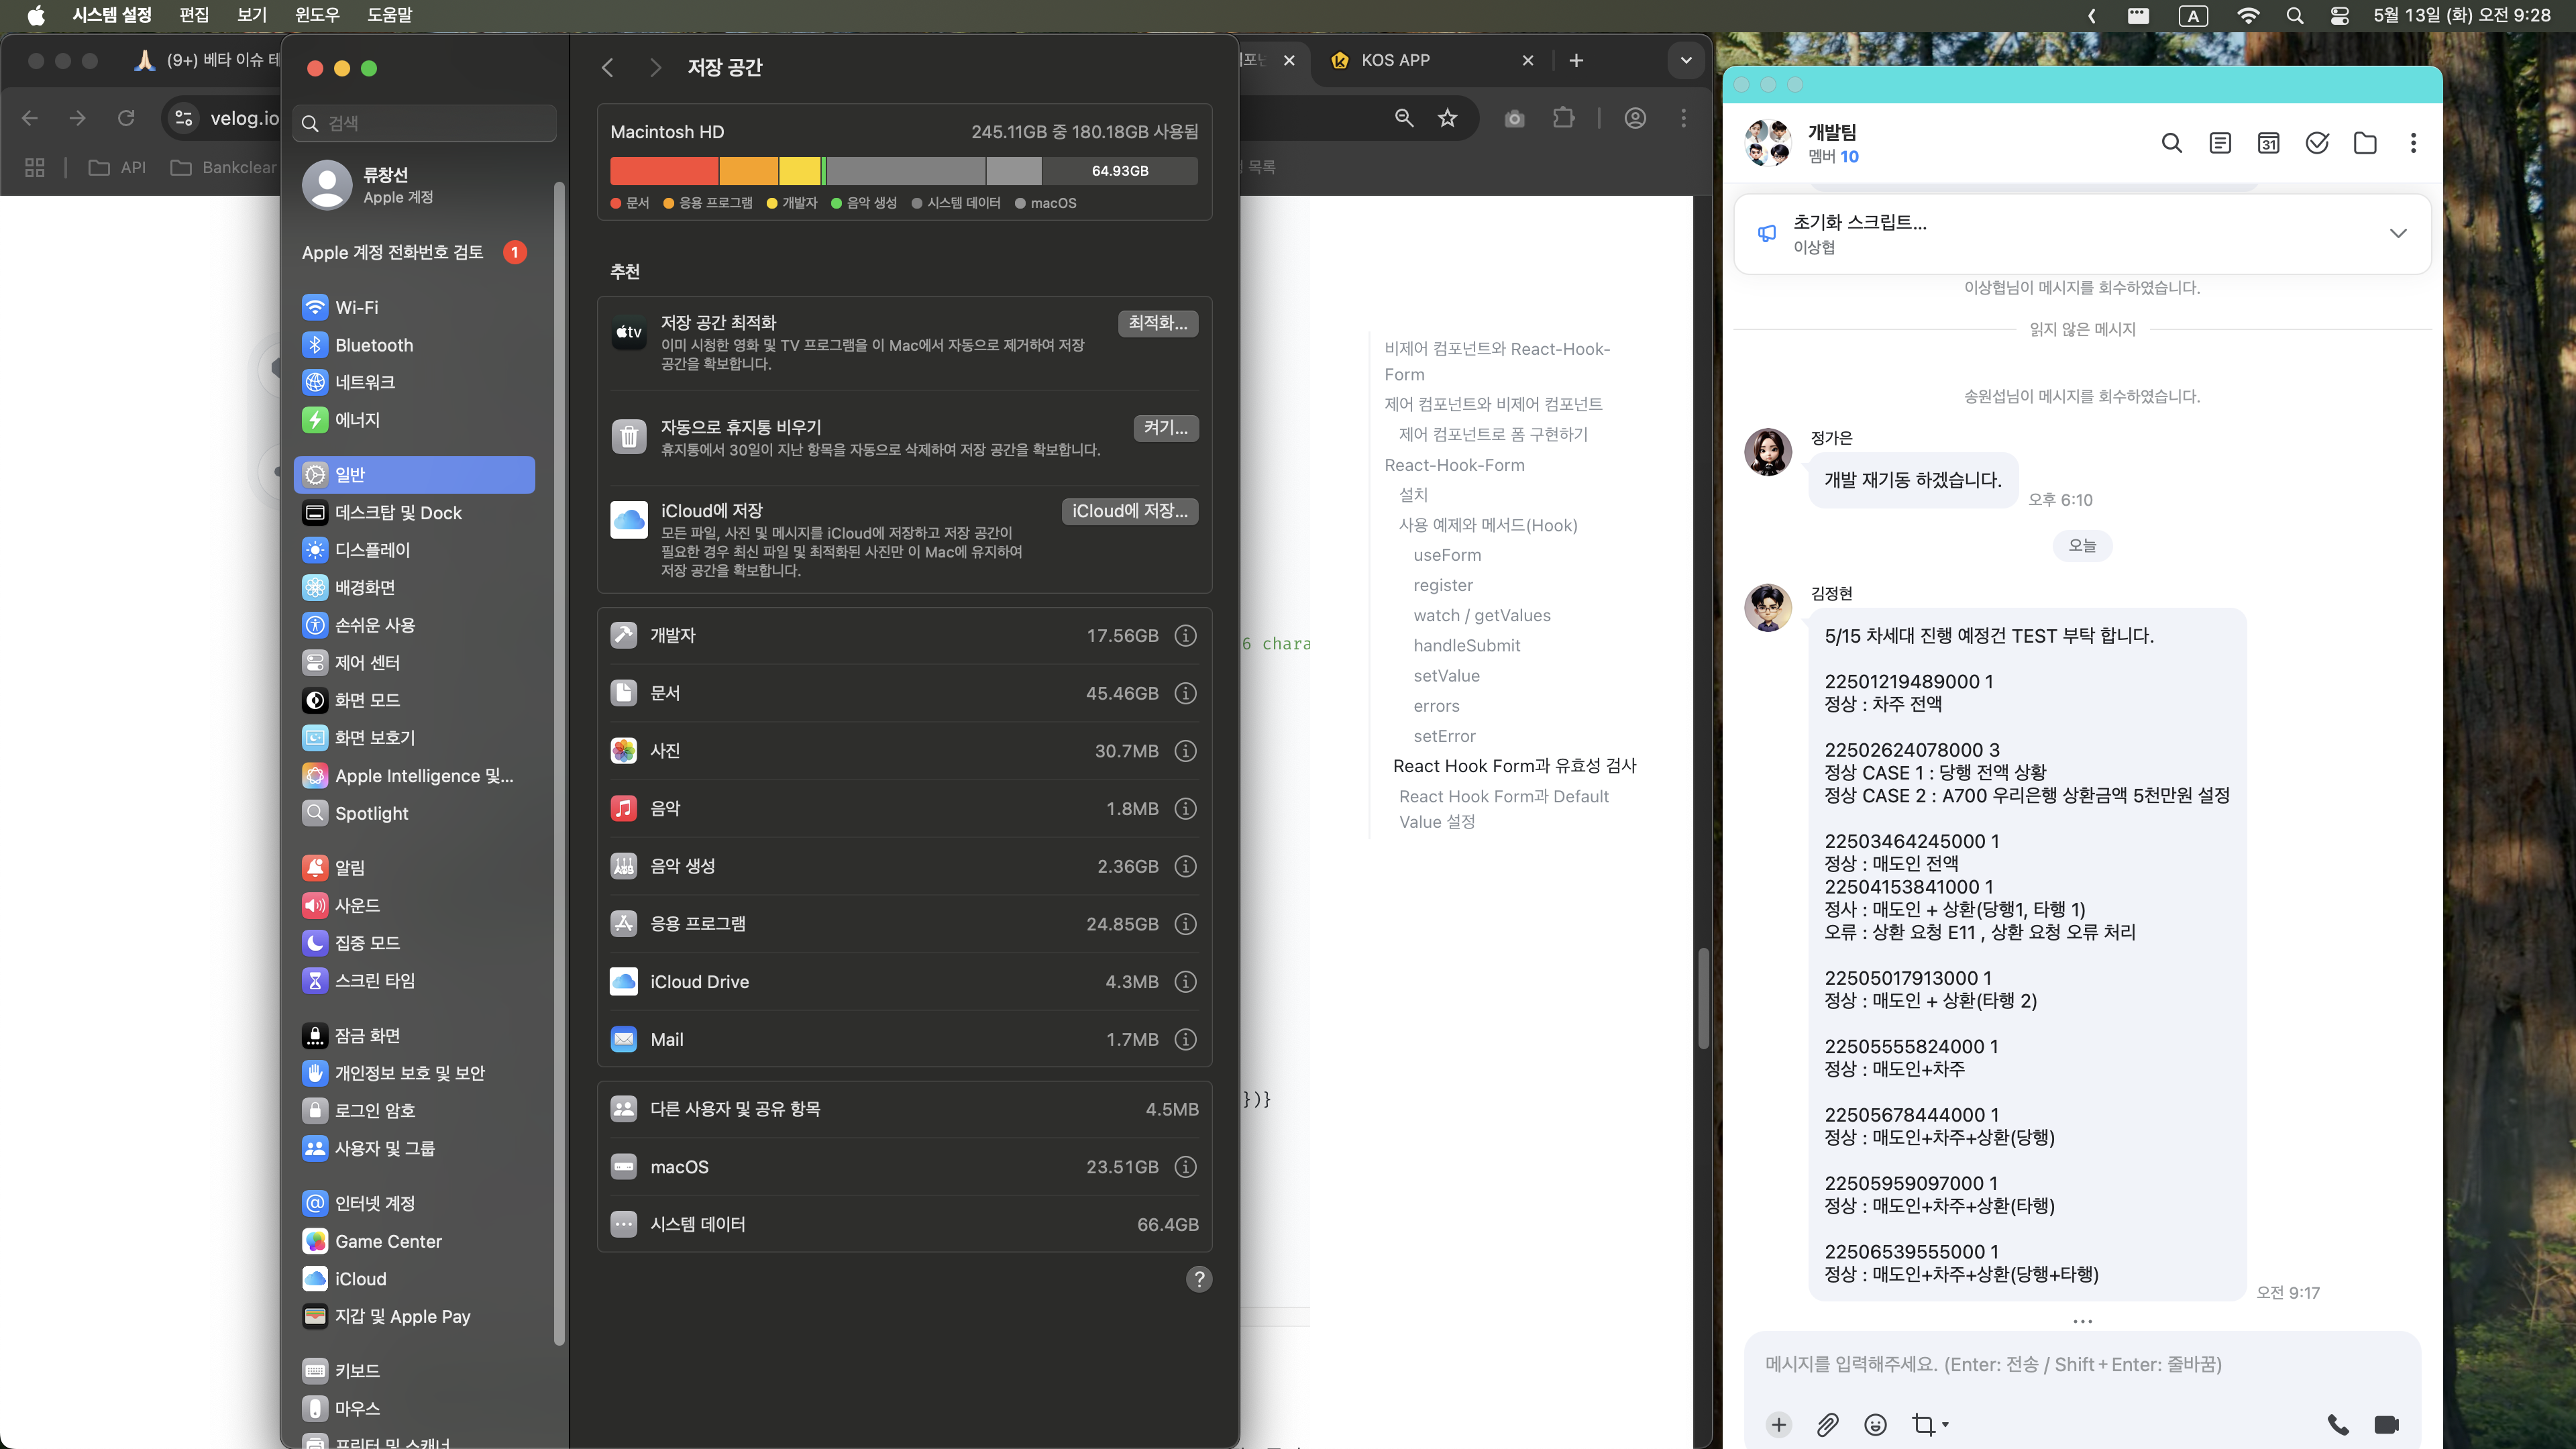 시스템 설정 편집 보기 윈도우 도움말
A 5월 13일 (화) 오전 9:28
(9+) 베타 이슈 테
KOS APP
velog.io
API Bankclear
목록
검색
류창선
Apple 계정
Apple 계정 전화번호 검토 1
Wi-Fi
Bluetooth
네트워크
에너지
일반
데스크탑 및 Dock
디스플레이
배경화면
손쉬운 사용
제어 센터
화면 모드
화면 보호기
Apple Intelligence 및...
Spotlight
알림
사운드
집중 모드
스크린 타임
잠금 화면
개인정보 보호 및 보안
로그인 암호
사용자 및 그룹
인터넷 계정
Game Center
iCloud
지갑 및 Apple Pay
키보드
마우스
프린터 및 스캐너
저장 공간
Macintosh HD 245.11GB 중 180.18GB 사용됨
64.93GB
문서 응용 프로그램 개발자 음악 생성 시스템 데이터 macOS
추천
tv
저장 공간 최적화 최적화...
이미 시청한 영화 및 TV 프로그램을 이 Mac에서 자동으로 제거하여 저장
공간을 확보합니다.
자동으로 휴지통 비우기 켜기...
휴지통에서 30일이 지난 항목을 자동으로 삭제하여 저장 공간을 확보합니다.
iCloud에 저장 iCloud에 저장...
모든 파일, 사진 및 메시지를 iCloud에 저장하고 저장 공간이
필요한 경우 최신 파일 및 최적화된 사진만 이 Mac에 유지하여
저장 공간을 확보합니다.
개발자 17.56GB
문서 45.46GB
사진 30.7MB
음악 1.8MB
음악 생성 2.36GB
응용 프로그램 24.85GB
iCloud Drive 4.3MB
Mail 1.7MB
다른 사용자 및 공유 항목 4.5MB
macOS 23.51GB
시스템 데이터 66.4GB
?
6 chara
})}
비제어 컴포넌트와 React-Hook-
Form
제어 컴포넌트와 비제어 컴포넌트
제어 컴포넌트로 폼 구현하기
React-Hook-Form
설치
사용 예제와 메서드(Hook)
useForm
register
watch / getValues
handleSubmit
setValue
errors
setError
React Hook Form과 유효성 검사
React Hook Form과 Default
Value 설정
개발팀
멤버 10
31
초기화 스크립트...
이상협
이상협님이 메시지를 회수하였습니다.
읽지 않은 메시지
송원섭님이 메시지를 회수하였습니다.
정가은
개발 재기동 하겠습니다.
오후 6:10
오늘
김정현
5/15 차세대 진행 예정건 TEST 부탁 합니다.
22501219489000 1
정상 : 차주 전액
22502624078000 3
정상 CASE 1 : 당행 전액 상황
정상 CASE 2 : A700 우리은행 상환금액 5천만원 설정
22503464245000 1
정상 : 매도인 전액
22504153841000 1
정사 : 매도인 + 상환(당행1, 타행 1)
오류 : 상환 요청 E11 , 상환 요청 오류 처리
22505017913000 1
정상 : 매도인 + 상환(타행 2)
22505555824000 1
정상 : 매도인+차주
22505678444000 1
정상 : 매도인+차주+상환(당행)
22505959097000 1
정상 : 매도인+차주+상환(타행)
22506539555000 1
정상 : 매도인+차주+상환(당행+타행)
오전 9:17
메시지를 입력해주세요. (Enter: 전송 / Shift + Enter: 줄바꿈)